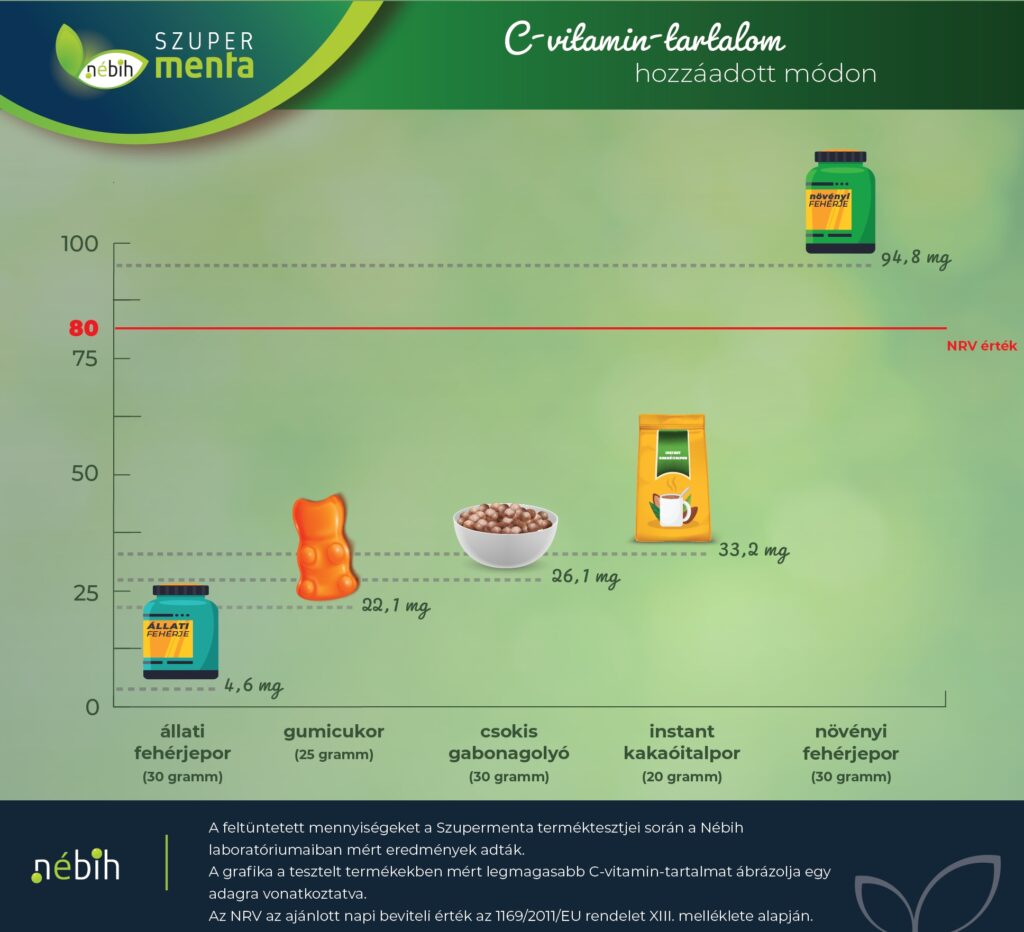 SZUPER
nébih menta
C-vitamin-tartalom
hozzáadott módon
növényi
FEHÉRJE
100
94,8 mg
80
NRV érték
75
50
33,2 mg
26,1 mg
25
22,1 mg
ÁLLATI
FEHÉRJE
4,6 mg
0
állati
fehérjepor
(30 gramm)
gumicukor
(25 gramm)
csokis
gabonagolyó
(30 gramm)
instant
kakaóitalpor
(20 gramm)
növényi
fehérjepor
(30 gramm)
nébih
A feltüntetett mennyiségeket a Szupermenta terméktesztjei során a Nébih
laboratóriumaiban mért eredmények adták.
A grafika a tesztelt termékekben mért legmagasabb C-vitamin-tartalmat ábrázolja egy
adagra vonatkoztatva.
Az NRV az ajánlott napi beviteli érték az 1169/2011/EU rendelet XIII. melléklete alapján.